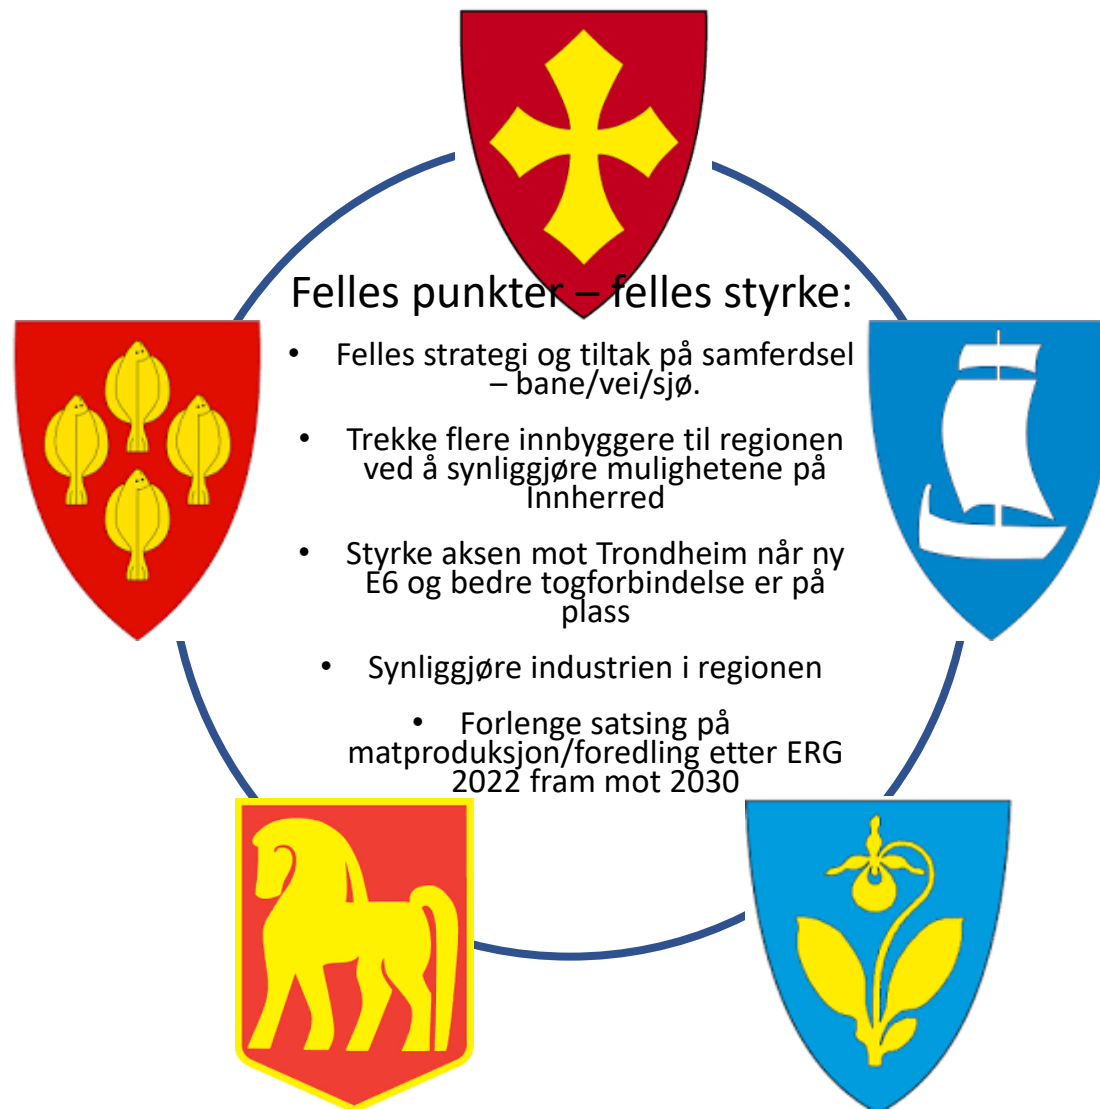 Felles punkter – felles styrke:
• Felles strategi og tiltak på samferdsel
– bane/vei/sjø.
• Trekke flere innbyggere til regionen
ved å synliggjøre mulighetene på
Innherred
• Styrke aksen mot Trondheim når ny
E6 og bedre togforbindelse er på
plass
• Synliggjøre industrien i regionen
• Forlenge satsing på
matproduksjon/foredling etter ERG
2022 fram mot 2030